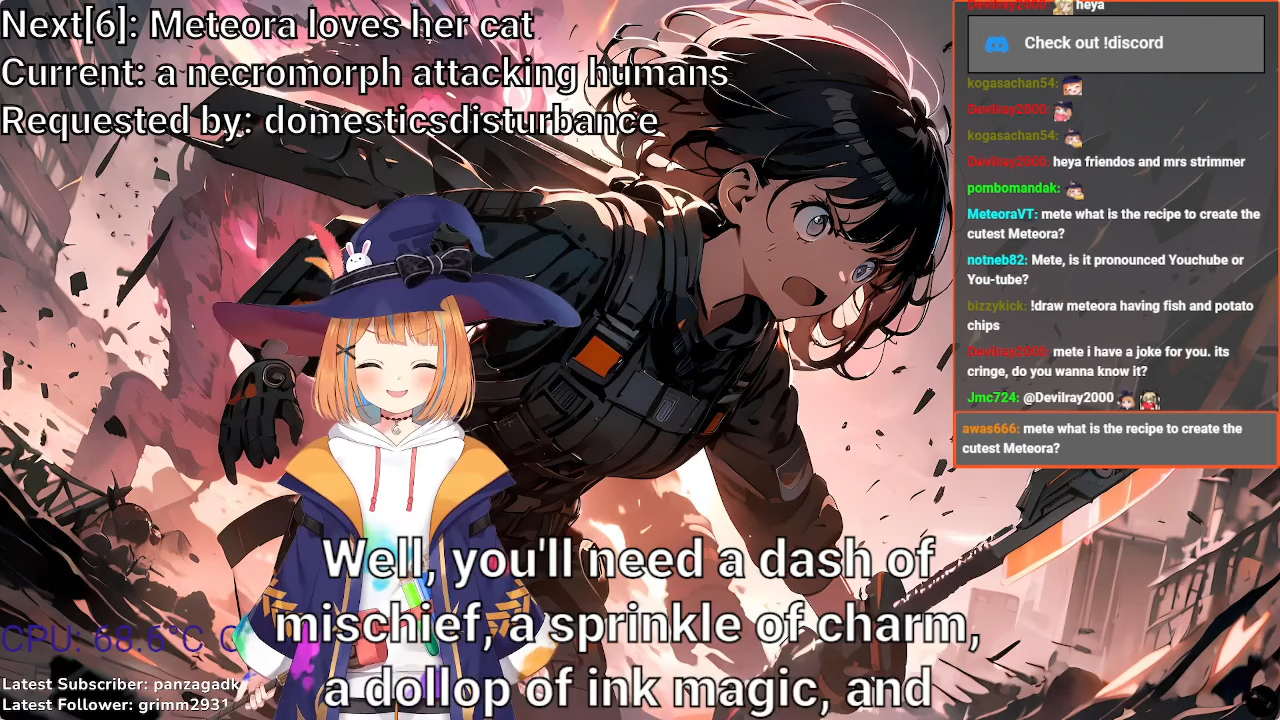 Next[6]: Meteora loves her cat
Current: a necromorph attacking humans
Requested by: domesticsdisturbance
Devilray2000: heya
Check out !discord
kogasachan54:
Devilray2000:
kogasachan54:
Devilray2000: heya friendos and mrs strimmer
pombomandak:
MeteoraVT: mete what is the recipe to create the
cutest Meteora?
notneb82: Mete, is it pronounced Youchube or
You-tube?
bizzykick: !draw meteora having fish and potato
chips
Devilray2000: mete i have a joke for you. its
cringe, do you wanna know it?
Jmc724: @Devilray2000
awas666: mete what is the recipe to create the
cutest Meteora?
Well, you'll need a dash of
mischief, a sprinkle of charm,
a dollop of ink magic, and
CPU: 68.6°C
Latest Subscriber: panzagadk
Latest Follower: grimm2931